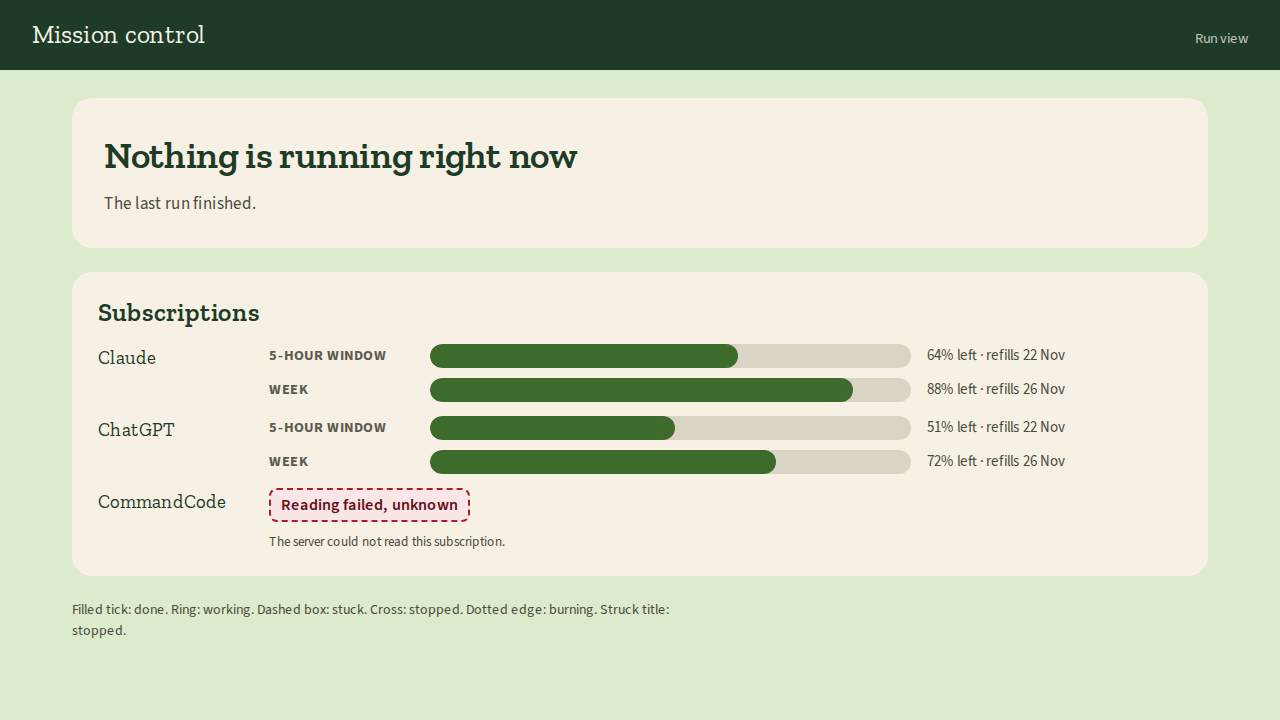 Mission control
Run view
Nothing is running right now
The last run finished.
Subscriptions
Claude
5-HOUR WINDOW
64% left · refills 22 Nov
WEEK
88% left · refills 26 Nov
ChatGPT
5-HOUR WINDOW
51% left · refills 22 Nov
WEEK
72% left · refills 26 Nov
CommandCode
Reading failed, unknown
The server could not read this subscription.
Filled tick: done. Ring: working. Dashed box: stuck. Cross: stopped. Dotted edge: burning. Struck title:
stopped.